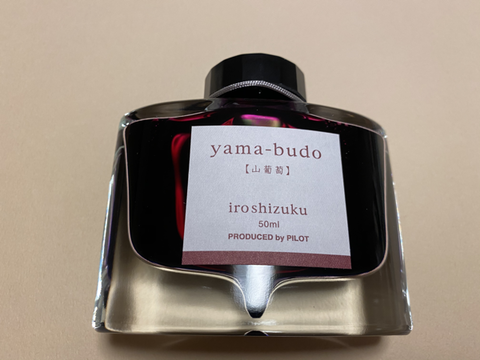 yama-budo
【山葡萄】
iroshizuku
50ml
PRODUCED by PILOT